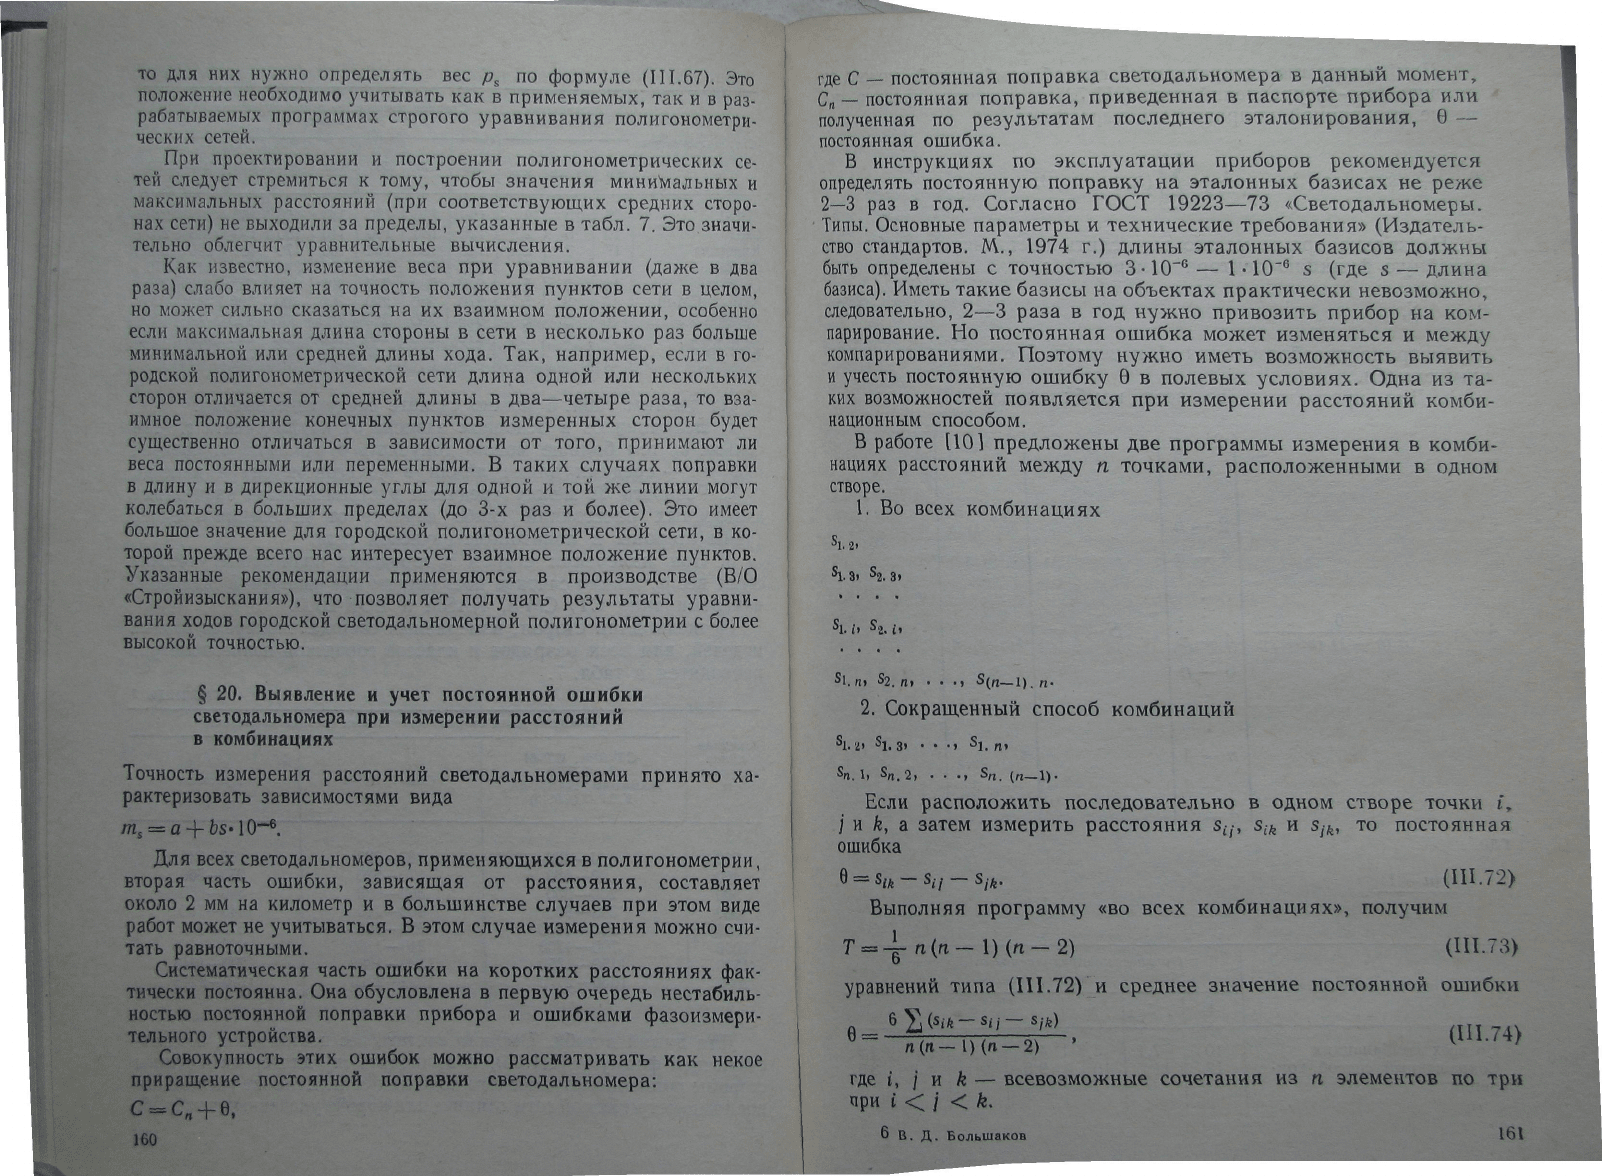 то для них нужно определять вес pₛ по формуле (III.67). Это
положение необходимо учитывать как в применяемых, так и в раз-
рабатываемых программах строгого уравнивания полигонометри-
ческих сетей.
При проектировании и построении полигонометрических се-
тей следует стремиться к тому, чтобы значения минимальных и
максимальных расстояний (при соответствующих средних сторо-
нах сети) не выходили за пределы, указанные в табл. 7. Это значи-
тельно облегчит уравнительные вычисления.
Как известно, изменение веса при уравнивании (даже в два
раза) слабо влияет на точность положения пунктов сети в целом,
но может сильно сказаться на их взаимном положении, особенно
если максимальная длина стороны в сети в несколько раз больше
минимальной или средней длины хода. Так, например, если в го-
родской полигонометрической сети длина одной или нескольких
сторон отличается от средней длины в два—четыре раза, то вза-
имное положение конечных пунктов измеренных сторон будет
существенно отличаться в зависимости от того, принимают ли
веса постоянными или переменными. В таких случаях поправки
в длину и в дирекционные углы для одной и той же линии могут
колебаться в больших пределах (до 3-х раз и более). Это имеет
большое значение для городской полигонометрической сети, в ко-
торой прежде всего нас интересует взаимное положение пунктов.
Указанные рекомендации применяются в производстве (В/О
«Стройизыскания»), что позволяет получать результаты уравни-
вания ходов городской светодальномерной полигонометрии с более
высокой точностью.
§ 20. Выявление и учет постоянной ошибки
светодальномера при измерении расстояний
в комбинациях
Точность измерения расстояний светодальномерами принято ха-
рактеризовать зависимостями вида
mₛ = a + bs·10⁻⁶.
Для всех светодальномеров, применяющихся в полигонометрии,
вторая часть ошибки, зависящая от расстояния, составляет
около 2 мм на километр и в большинстве случаев при этом виде
работ может не учитываться. В этом случае измерения можно счи-
тать равноточными.
Систематическая часть ошибки на коротких расстояниях фак-
тически постоянна. Она обусловлена в первую очередь нестабиль-
ностью постоянной поправки прибора и ошибками фазоизмери-
тельного устройства.
Совокупность этих ошибок можно рассматривать как некое
приращение постоянной поправки светодальномера:
C = Cₙ + θ,
160
где C — постоянная поправка светодальномера в данный момент,
Cₙ — постоянная поправка, приведенная в паспорте прибора или
полученная по результатам последнего эталонирования, θ —
постоянная ошибка.
В инструкциях по эксплуатации приборов рекомендуется
определять постоянную поправку на эталонных базисах не реже
2—3 раз в год. Согласно ГОСТ 19223—73 «Светодальномеры.
Типы. Основные параметры и технические требования» (Издатель-
ство стандартов. М., 1974 г.) длины эталонных базисов должны
быть определены с точностью 3·10⁻⁶ — 1·10⁻⁶ s (где s — длина
базиса). Иметь такие базисы на объектах практически невозможно,
следовательно, 2—3 раза в год нужно привозить прибор на ком-
парирование. Но постоянная ошибка может изменяться и между
компарированиями. Поэтому нужно иметь возможность выявить
и учесть постоянную ошибку θ в полевых условиях. Одна из та-
ких возможностей появляется при измерении расстояний комби-
национным способом.
В работе [10] предложены две программы измерения в комби-
нациях расстояний между n точками, расположенными в одном
створе.
1. Во всех комбинациях
s₁.₂,
s₁.₃, s₂.₃,
. . . .
s₁.ᵢ, s₂.ᵢ,
. . . .
s₁.ₙ, s₂.ₙ, . . ., s₍ₙ₋₁₎.ₙ.
2. Сокращенный способ комбинаций
s₁.₂, s₁.₃, . . ., s₁.ₙ,
sₙ.₁, sₙ.₂, . . ., sₙ.₍ₙ₋₁₎.
Если расположить последовательно в одном створе точки i,
j и k, а затем измерить расстояния sᵢⱼ, sᵢₖ и sⱼₖ, то постоянная
ошибка
θ = sᵢₖ — sᵢⱼ — sⱼₖ. (III.72)
Выполняя программу «во всех комбинациях», получим
T = 1/6 n (n — 1) (n — 2) (III.73)
уравнений типа (III.72) и среднее значение постоянной ошибки
θ = 6 ∑ (sᵢₖ — sᵢⱼ — sⱼₖ) / n (n — 1) (n — 2), (III.74)
где i, j и k — всевозможные сочетания из n элементов по три
при i < j < k.
6 В. Д. Большаков
161